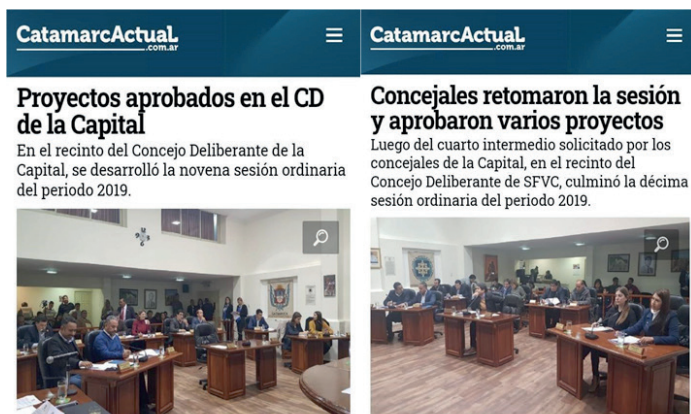 CatamarcActual
.com.ar
Proyectos aprobados en el CD
de la Capital
En el recinto del Concejo Deliberante de la
Capital, se desarrolló la novena sesión ordinaria
del periodo 2019.
CatamarcActual
.com.ar
Concejales retomaron la sesión
y aprobaron varios proyectos
Luego del cuarto intermedio solicitado por los
concejales de la Capital, en el recinto del
Concejo Deliberante de SFVC, culminó la décima
sesión ordinaria del periodo 2019.